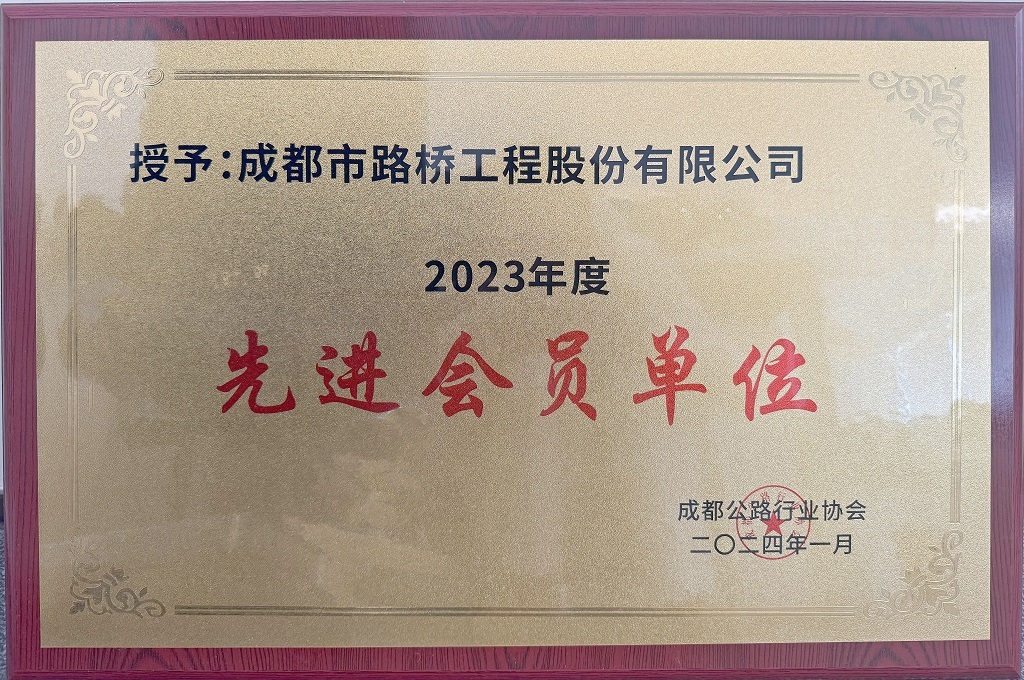 授予:成都市路桥工程股份有限公司
2023年度
先进会员单位
成都公路行业协会
二〇二四年一月